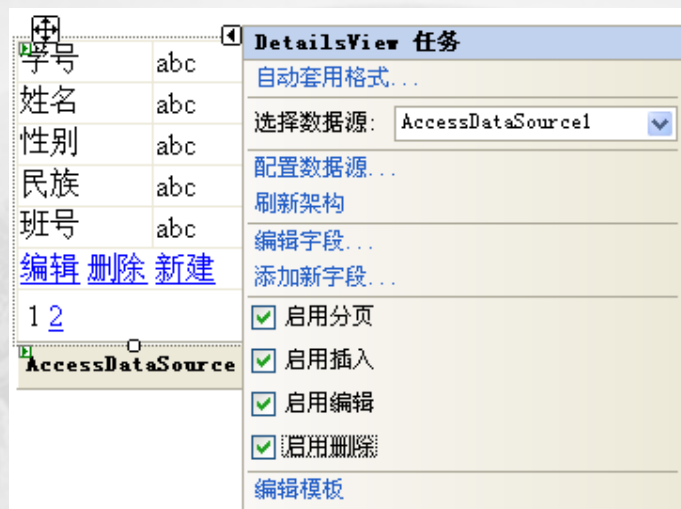 学号 abc
姓名 abc
性别 abc
民族 abc
班号 abc
编辑 删除 新建
1 2
AccessDataSource
DetailsView 任务
自动套用格式...
选择数据源: AccessDataSource1
配置数据源...
刷新架构
编辑字段...
添加新字段...
启用分页
启用插入
启用编辑
启用删除
编辑模板